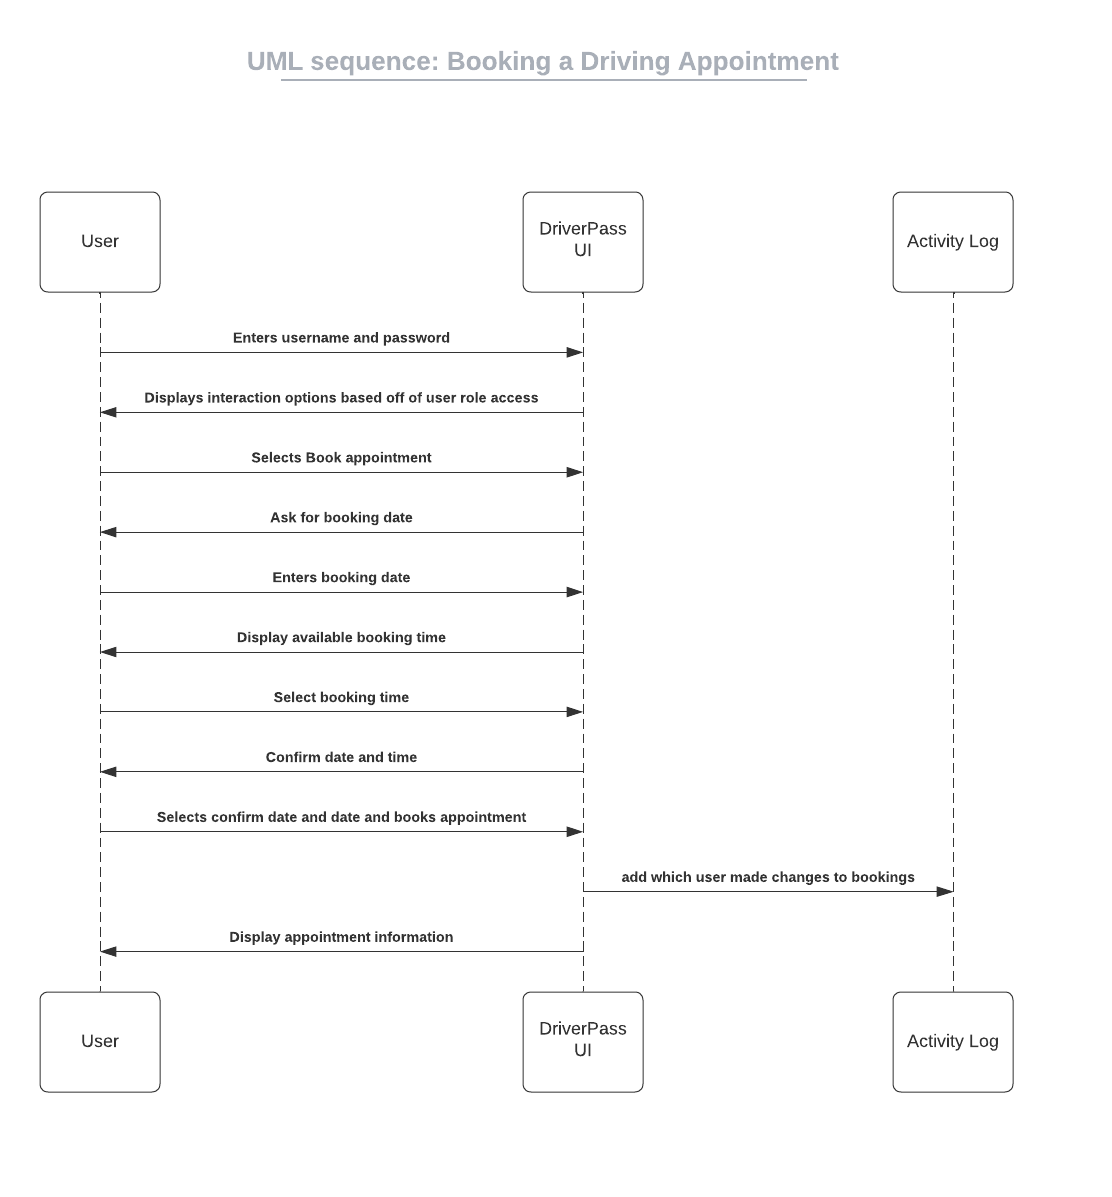 UML sequence: Booking a Driving Appointment
User
DriverPass
UI
Activity Log
Enters username and password
Displays interaction options based off of user role access
Selects Book appointment
Ask for booking date
Enters booking date
Display available booking time
Select booking time
Confirm date and time
Selects confirm date and date and books appointment
add which user made changes to bookings
Display appointment information
User
DriverPass
UI
Activity Log